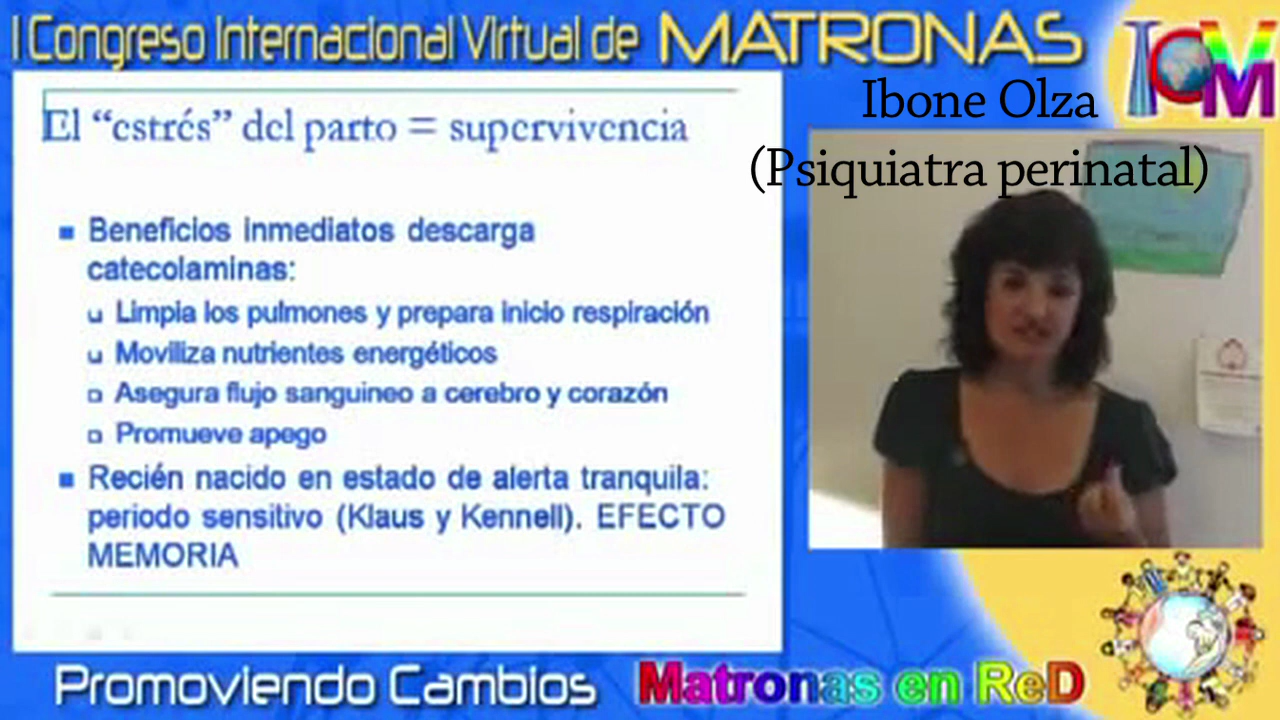 I Congreso Internacional Virtual de MATRONAS
ICVM
Ibone Olza
(Psiquiatra perinatal)
El “estrés” del parto = supervivencia
Beneficios inmediatos descarga
catecolaminas:
Limpia los pulmones y prepara inicio respiración
Moviliza nutrientes energéticos
Asegura flujo sanguineo a cerebro y corazón
Promueve apego
Recién nacido en estado de alerta tranquila:
periodo sensitivo (Klaus y Kennell). EFECTO
MEMORIA
Promoviendo Cambios Matronas en ReD